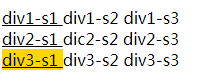 div1-s1 div1-s2 div1-s3
div2-s1 dic2-s2 div2-s3
div3-s1 div3-s2 div3-s3